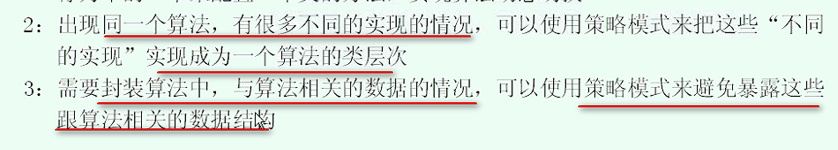 2：出现同一个算法，有很多不同的实现的情况，可以使用策略模式来把这些“不同
的实现”实现成为一个算法的类层次
3：需要封装算法中，与算法相关的数据的情况，可以使用策略模式来避免暴露这些
跟算法相关的数据结构